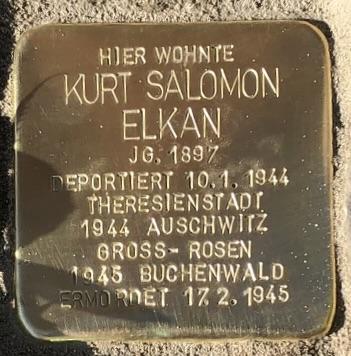 HIER WOHNTE
KURT SALOMON
ELKAN
JG. 1897
DEPORTIERT 10.1.1944
THERESIENSTADT
1944 AUSCHWITZ
GROSS-ROSEN
1945 BUCHENWALD
ERMORDET 17.2.1945